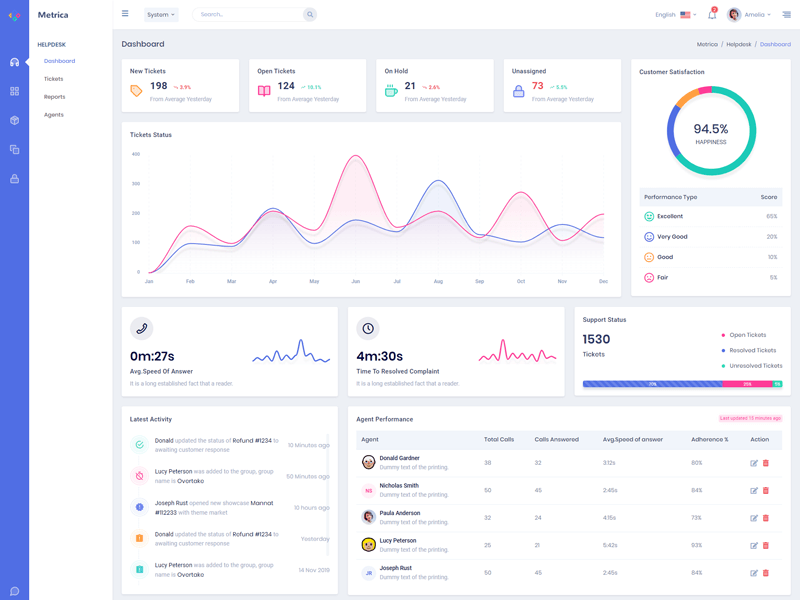 Metrica
System
Search..
English
2
Amelia
HELPDESK
Dashboard
Tickets
Reports
Agents
Dashboard
Metrica / Helpdesk / Dashboard
New Tickets
198
3.9%
From Average Yesterday
Open Tickets
124
From Average Yesterday
On Hold
21
2.6%
From Average Yesterday
Unassigned
73
From Average Yesterday
Customer Satisfaction
94.5%
HAPPINESS
Performance Type Score
Excellent 65%
Very Good 20%
Good 10%
Fair 5%
Tickets Status
400
300
200
100
0
Jan Feb Mar Apr May Jun Jul Aug Sep Oct Nov Dec
0m:27s
Avg.Speed Of Answer
It is a long established fact that a reader.
4m:30s
Time To Resolved Complaint
It is a long established fact that a reader.
Support Status
1530
Tickets
Open Tickets
Resolved Tickets
Unresolved Tickets
25% 5%
Latest Activity
Donald updated the status of Refund #1234 to
awaiting customer response
10 Minutes ago
Lucy Peterson was added to the group, group
name is Overtake
50 Minutes ago
Joseph Rust opened new showcase Mannat
#112233 with theme market
10 hours ago
Donald updated the status of Refund #1234 to
awaiting customer response
Yesterday
Lucy Peterson was added to the group, group
name is Overtake
14 Nov 2019
Agent Performance
Last updated 15 minutes ago
Agent Total Calls Calls Answered Avg.Speed of answer Adherence % Action
Donald Gardner
Dummy text of the printing.
38 32 3:12s 80%
NS
Nicholas Smith
Dummy text of the printing.
50 45 2:45s 84%
Paula Anderson
Dummy text of the printing.
32 24 4:15s 73%
Lucy Peterson
Dummy text of the printing.
25 21 5:42s 93%
JR
Joseph Rust
Dummy text of the printing.
50 45 2:45s 84%